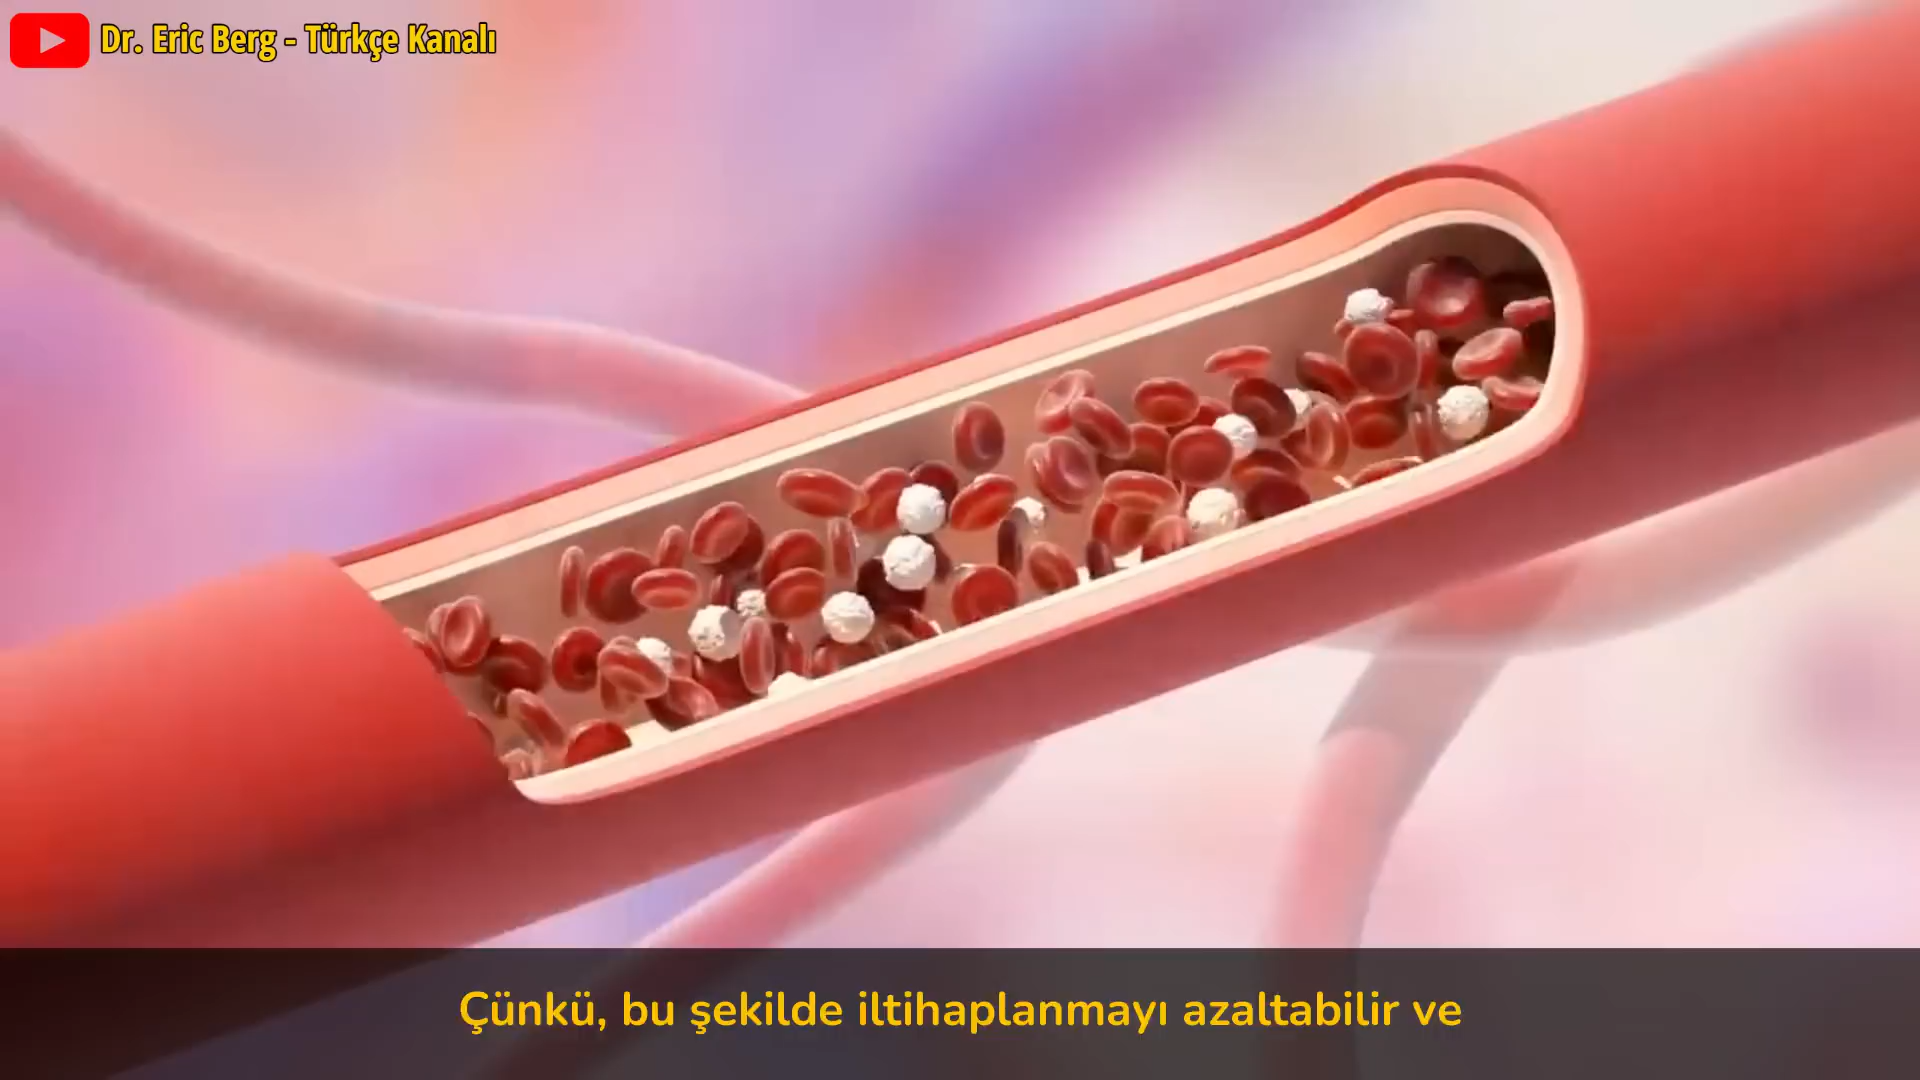 Dr. Eric Berg - Türkçe Kanalı
Çünkü, bu şekilde iltihaplanmayı azaltabilir ve